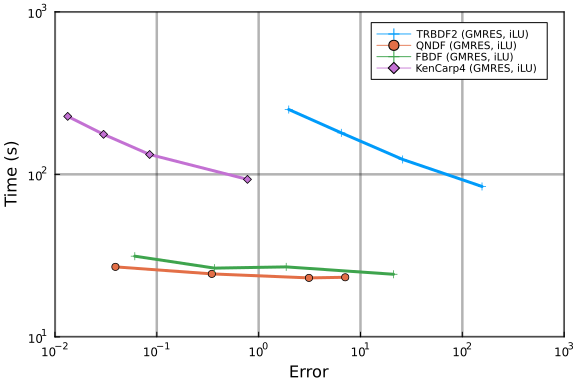 10³
TRBDF2 (GMRES, iLU)
QNDF (GMRES, iLU)
FBDF (GMRES, iLU)
KenCarp4 (GMRES, iLU)
Time (s)
10²
10¹
10⁻² 10⁻¹ 10⁰ 10¹ 10² 10³
Error